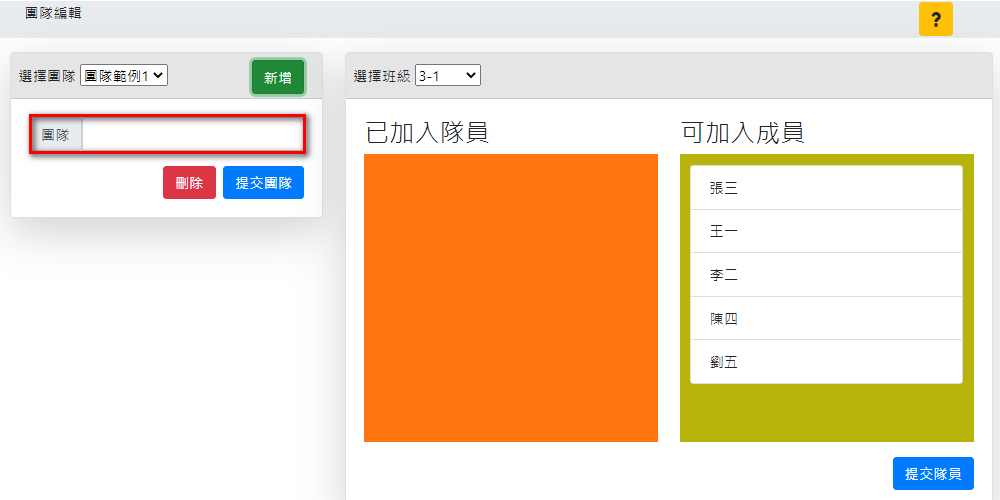 團隊編輯
?
選擇團隊 團隊範例1 新增
團隊
刪除 提交團隊
選擇班級 3-1
已加入隊員
可加入成員
張三
王一
李二
陳四
劉五
提交隊員